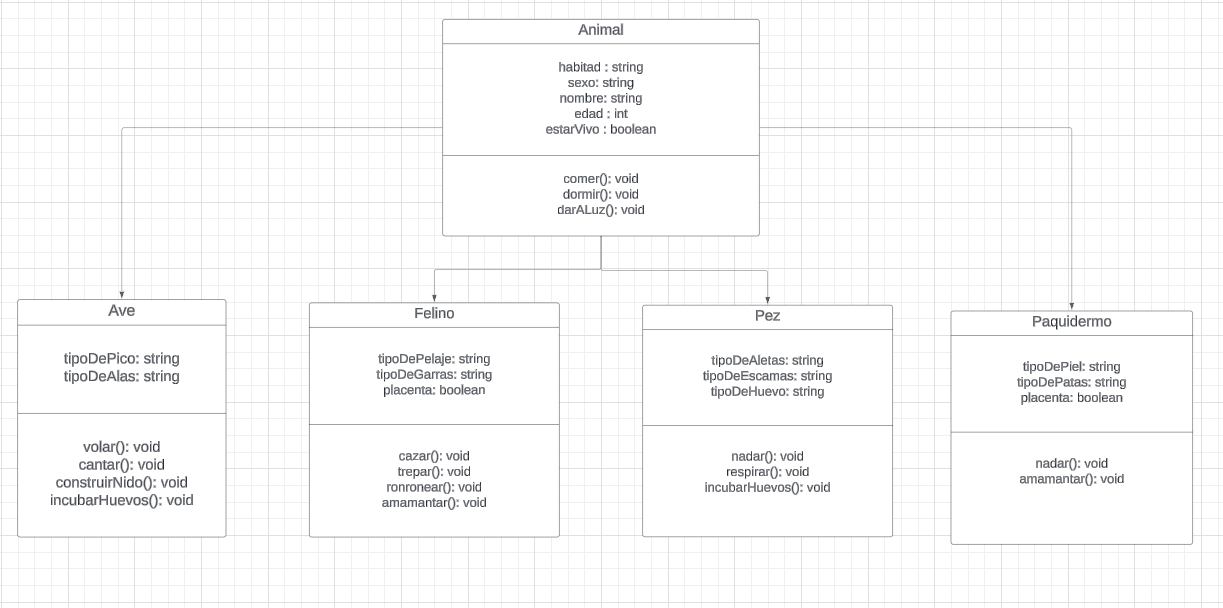 Animal
habitad : string
sexo: string
nombre: string
edad : int
estarVivo : boolean
comer(): void
dormir(): void
darALuz(): void
Ave
tipoDePico: string
tipoDeAlas: string
volar(): void
cantar(): void
construirNido(): void
incubarHuevos(): void
Felino
tipoDePelaje: string
tipoDeGarras: string
placenta: boolean
cazar(): void
trepar(): void
ronronear(): void
amamantar(): void
Pez
tipoDeAletas: string
tipoDeEscamas: string
tipoDeHuevo: string
nadar(): void
respirar(): void
incubarHuevos(): void
Paquidermo
tipoDePiel: string
tipoDePatas: string
placenta: boolean
nadar(): void
amamantar(): void